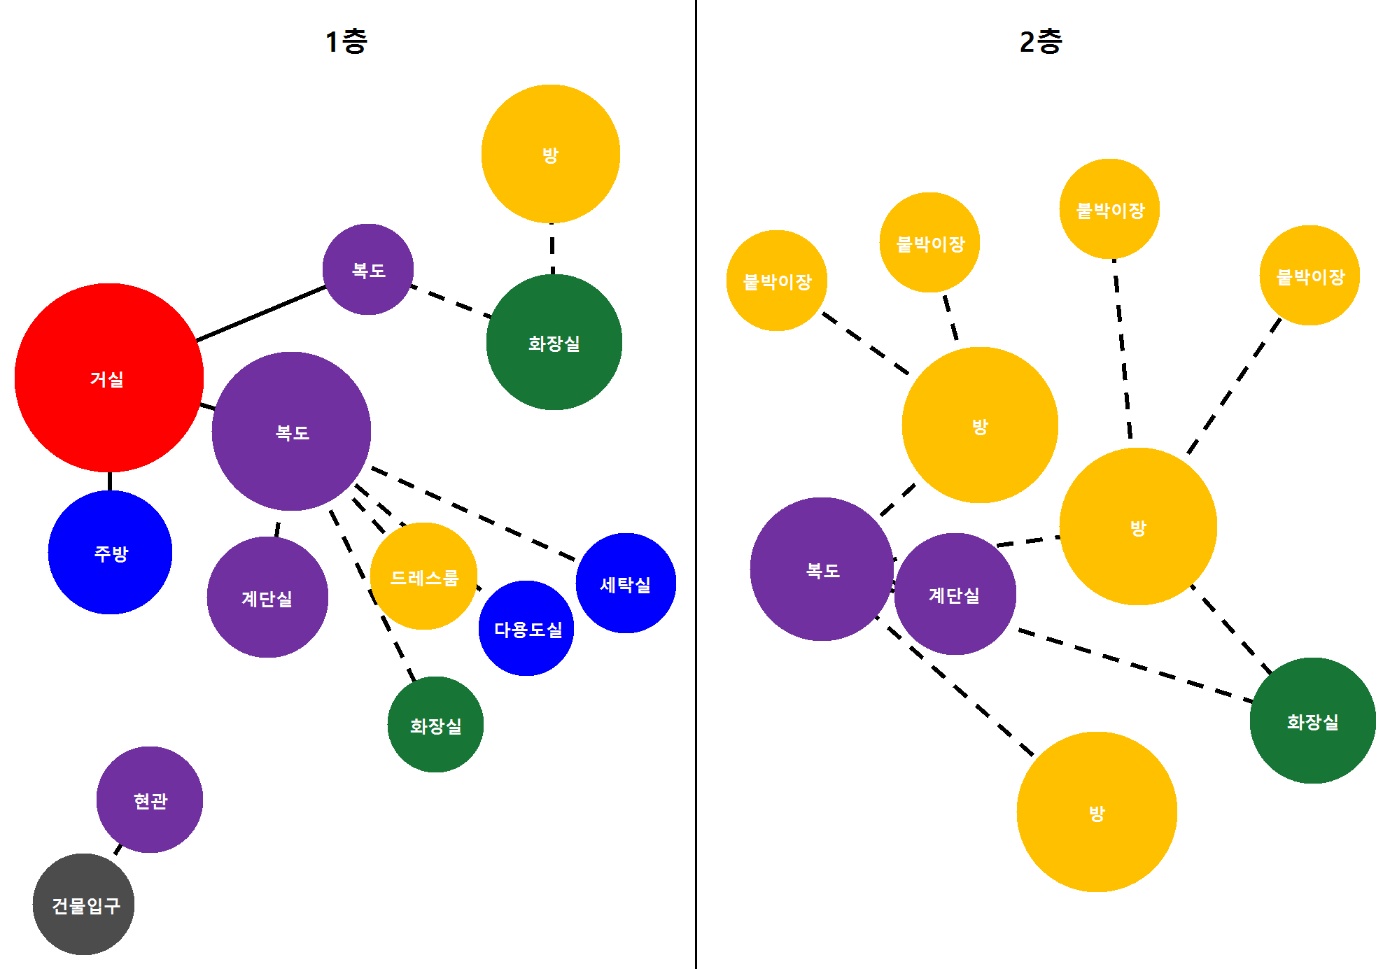 1층
방
복도
화장실
거실
복도
주방
계단실
드레스룸
다용도실
세탁실
화장실
현관
건물입구
2층
붙박이장
붙박이장
붙박이장
붙박이장
방
방
복도
계단실
화장실
방